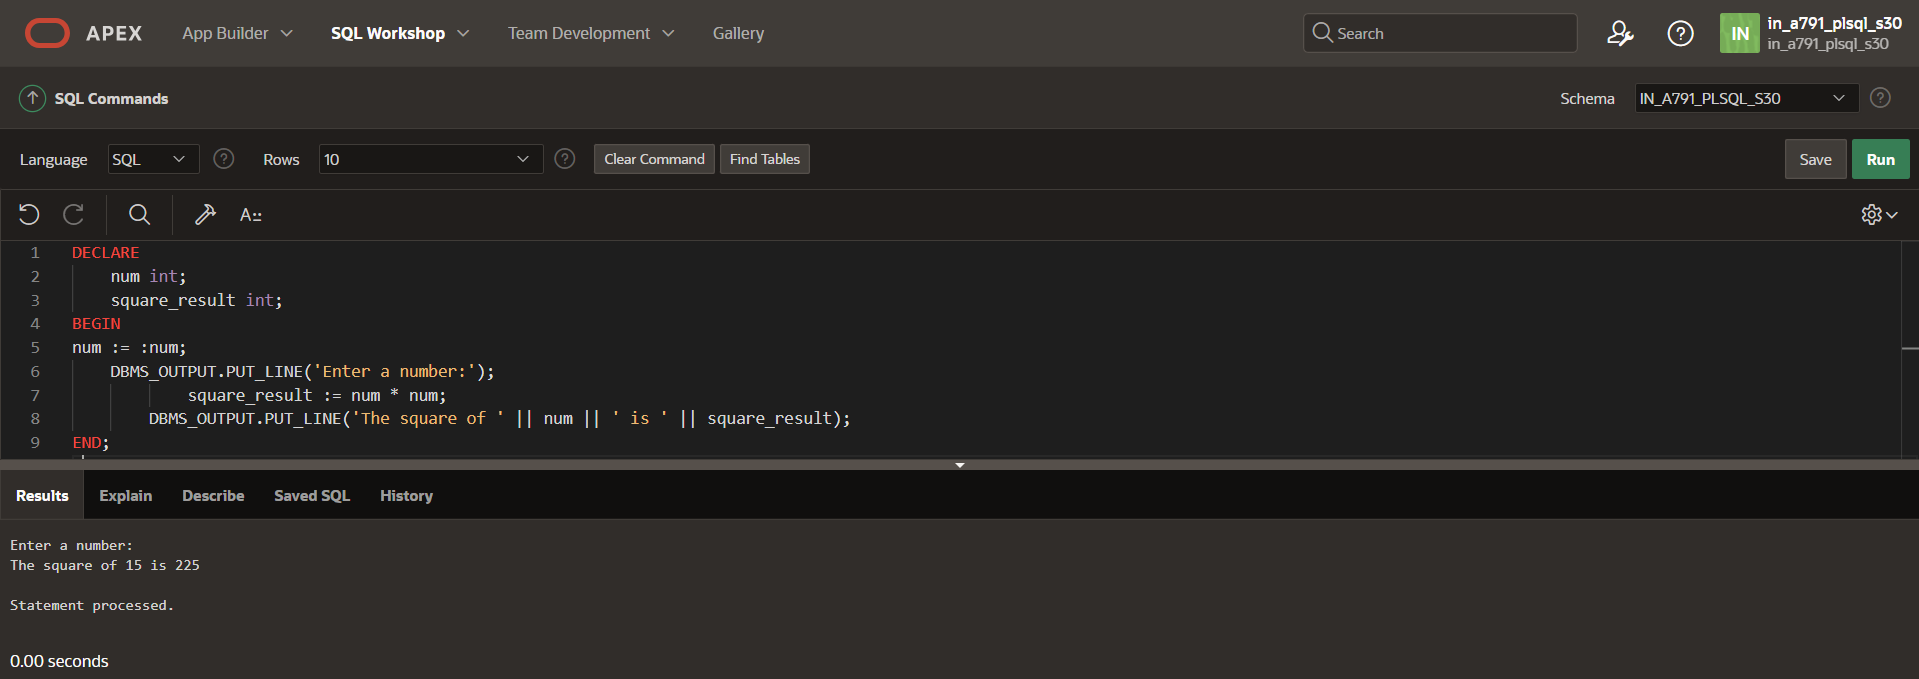 APEX App Builder SQL Workshop Team Development Gallery Search IN in_a791_plsql_s30
in_a791_plsql_s30
SQL Commands Schema IN_A791_PLSQL_S30
Language SQL Rows 10 Clear Command Find Tables Save Run
A::
1 DECLARE
2     num int;
3     square_result int;
4 BEGIN
5 num := :num;
6     DBMS_OUTPUT.PUT_LINE('Enter a number:');
7             square_result := num * num;
8         DBMS_OUTPUT.PUT_LINE('The square of ' || num || ' is ' || square_result);
9 END;
Results Explain Describe Saved SQL History
Enter a number:
The square of 15 is 225
Statement processed.
0.00 seconds